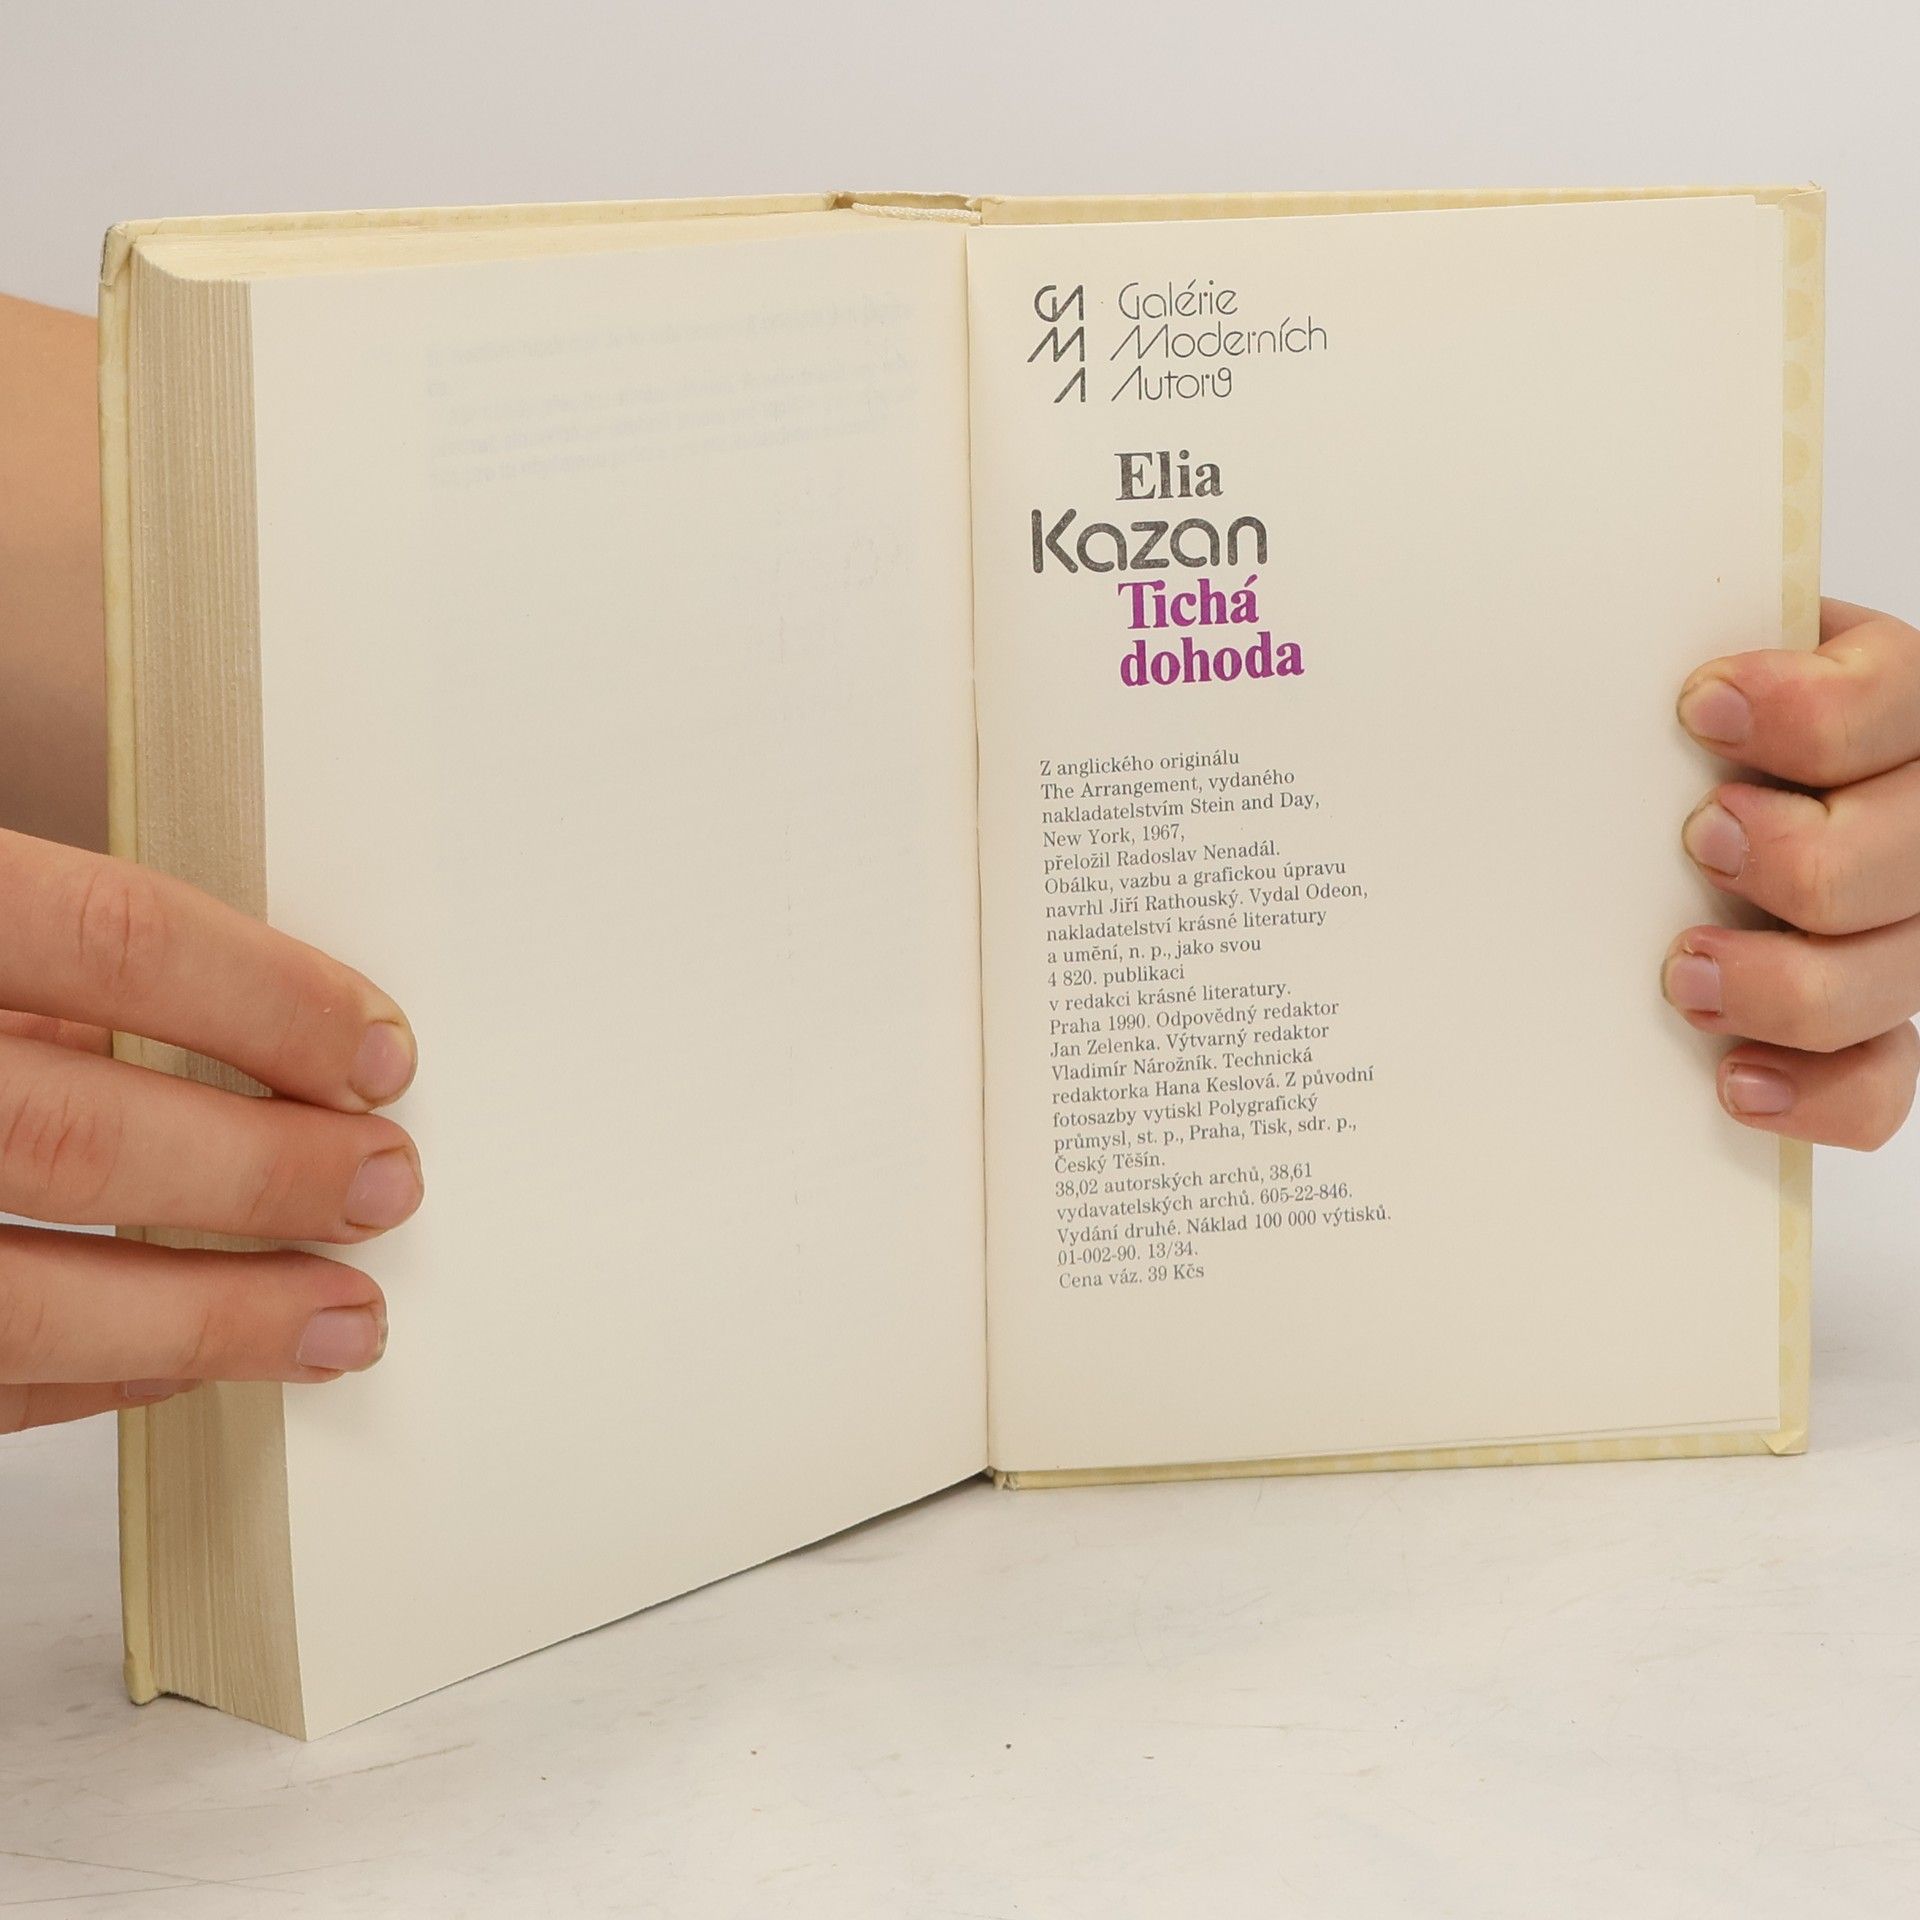 GMA
Galérie
Moderních
Autorů
Elia
Kazan
Tichá
dohoda
Z anglického originálu
The Arrangement, vydaného
nakladatelstvím Stein and Day,
New York, 1967,
přeložil Radoslav Nenadál.
Obálku, vazbu a grafickou úpravu
navrhl Jiří Rathouský. Vydal Odeon,
nakladatelství krásné literatury
a umění, n. p., jako svou
4 820. publikaci
v redakci krásné literatury.
Praha 1990. Odpovědný redaktor
Jan Zelenka. Výtvarný redaktor
Vladimír Nárožník. Technická
redaktorka Hana Keslová. Z původní
fotosazby vytiskl Polygrafický
průmysl, st. p., Praha, Tisk, sdr. p.,
Český Těšín.
38,02 autorských archů, 38,61
vydavatelských archů. 605-22-846.
Vydání druhé. Náklad 100 000 výtisků.
01-002-90. 13/34.
Cena váz. 39 Kčs